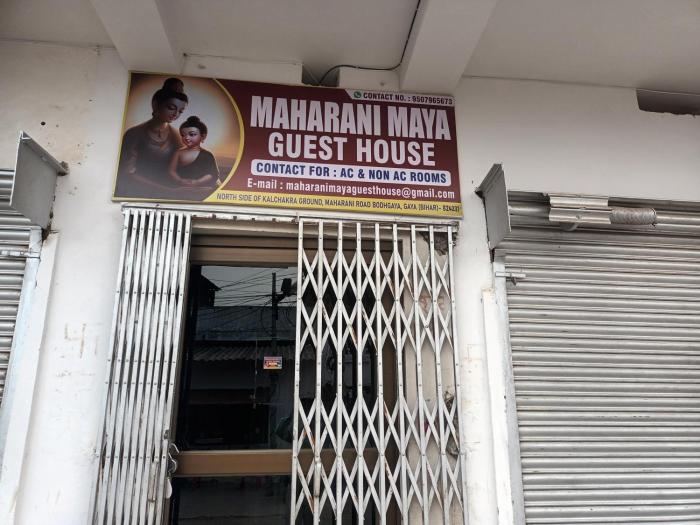 CONTACT NO. : 9507965673
MAHARANI MAYA
GUEST HOUSE
CONTACT FOR : AC & NON AC ROOMS
E-mail : maharanimayaguesthouse@gmail.com
NORTH SIDE OF KALCHAKRA GROUND, MAHARANI ROAD BODHGAYA, GAYA (BIHAR)- 824231